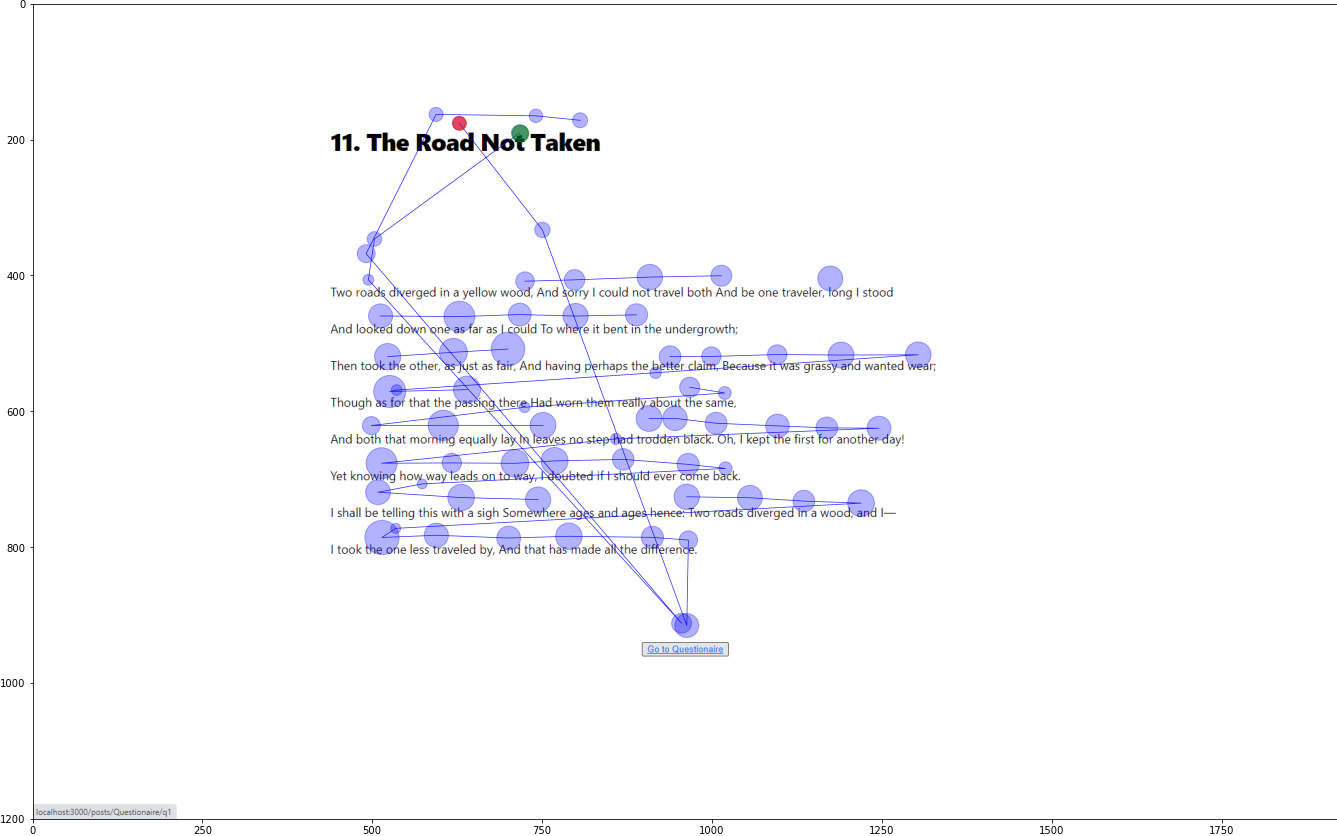 0
200
400
600
800
1000
1200
11. The Road Not Taken
Two roads diverged in a yellow wood, And sorry I could not travel both And be one traveler, long I stood
And looked down one as far as I could To where it bent in the undergrowth;
Then took the other, as just as fair, And having perhaps the better claim, Because it was grassy and wanted wear;
Though as for that the passing there Had worn them really about the same,
And both that morning equally lay In leaves no step had trodden black. Oh, I kept the first for another day!
Yet knowing how way leads on to way, I doubted if I should ever come back.
I shall be telling this with a sigh Somewhere ages and ages hence: Two roads diverged in a wood, and I—
I took the one less traveled by, And that has made all the difference.
Go to Questionaire
localhost:3000/posts/Questionaire/q1
0 250 500 750 1000 1250 1500 1750